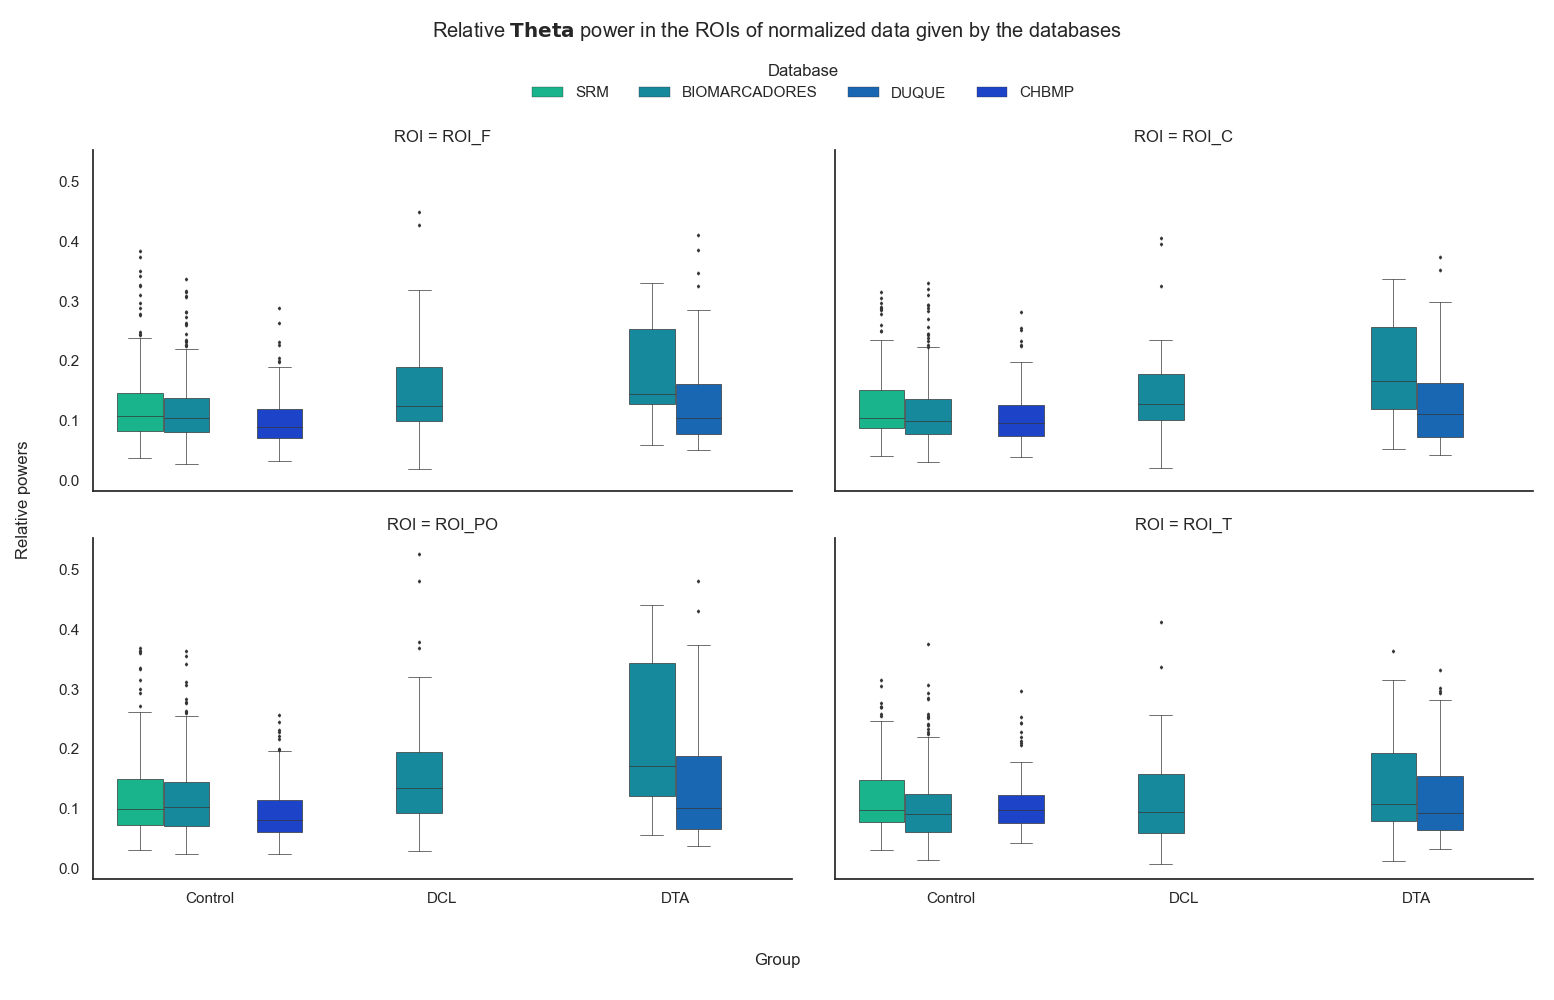 Relative Theta power in the ROIs of normalized data given by the databases
Database
SRM BIOMARCADORES DUQUE CHBMP
ROI = ROI_F
ROI = ROI_C
0.5
0.4
0.3
0.2
0.1
0.0
Relative powers
ROI = ROI_PO
ROI = ROI_T
0.5
0.4
0.3
0.2
0.1
0.0
Control DCL DTA
Control DCL DTA
Group